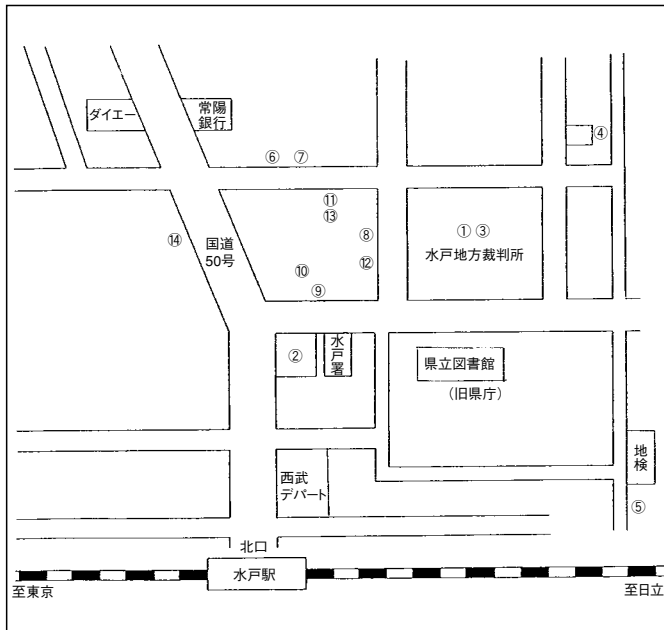 ダイエー
常陽
銀行
④
⑥ ⑦
⑪
⑬
⑧
① ③
水戸地方裁判所
⑭
国道
50号
⑩
⑫
⑨
②
水戸署
県立図書館
(旧県庁)
地検
西武
デパート
⑤
北口
水戸駅
至東京
至日立